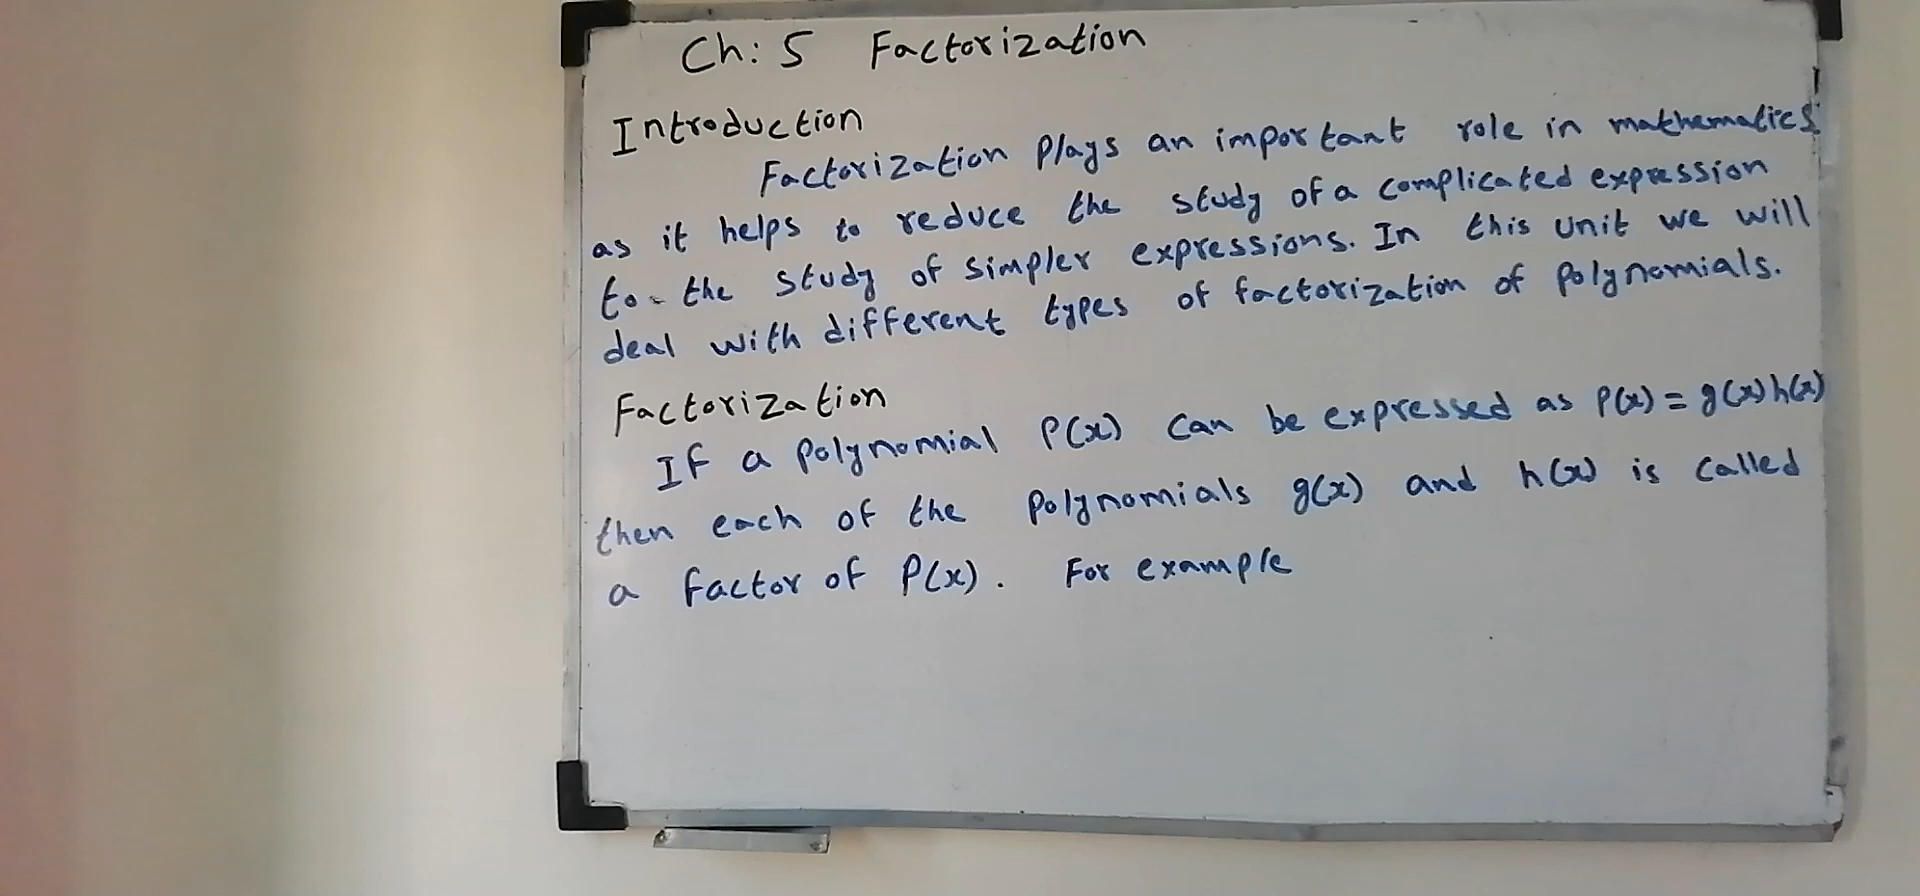 Ch: 5 Factorization
Introduction
Factorization plays an important role in mathematics
as it helps to reduce the study of a complicated expression
to the study of simpler expressions. In this unit we will
deal with different types of factorization of polynomials.
Factorization
If a polynomial P(x) can be expressed as P(x) = g(x)h(x)
then each of the polynomials g(x) and h(x) is called
a factor of P(x). For example